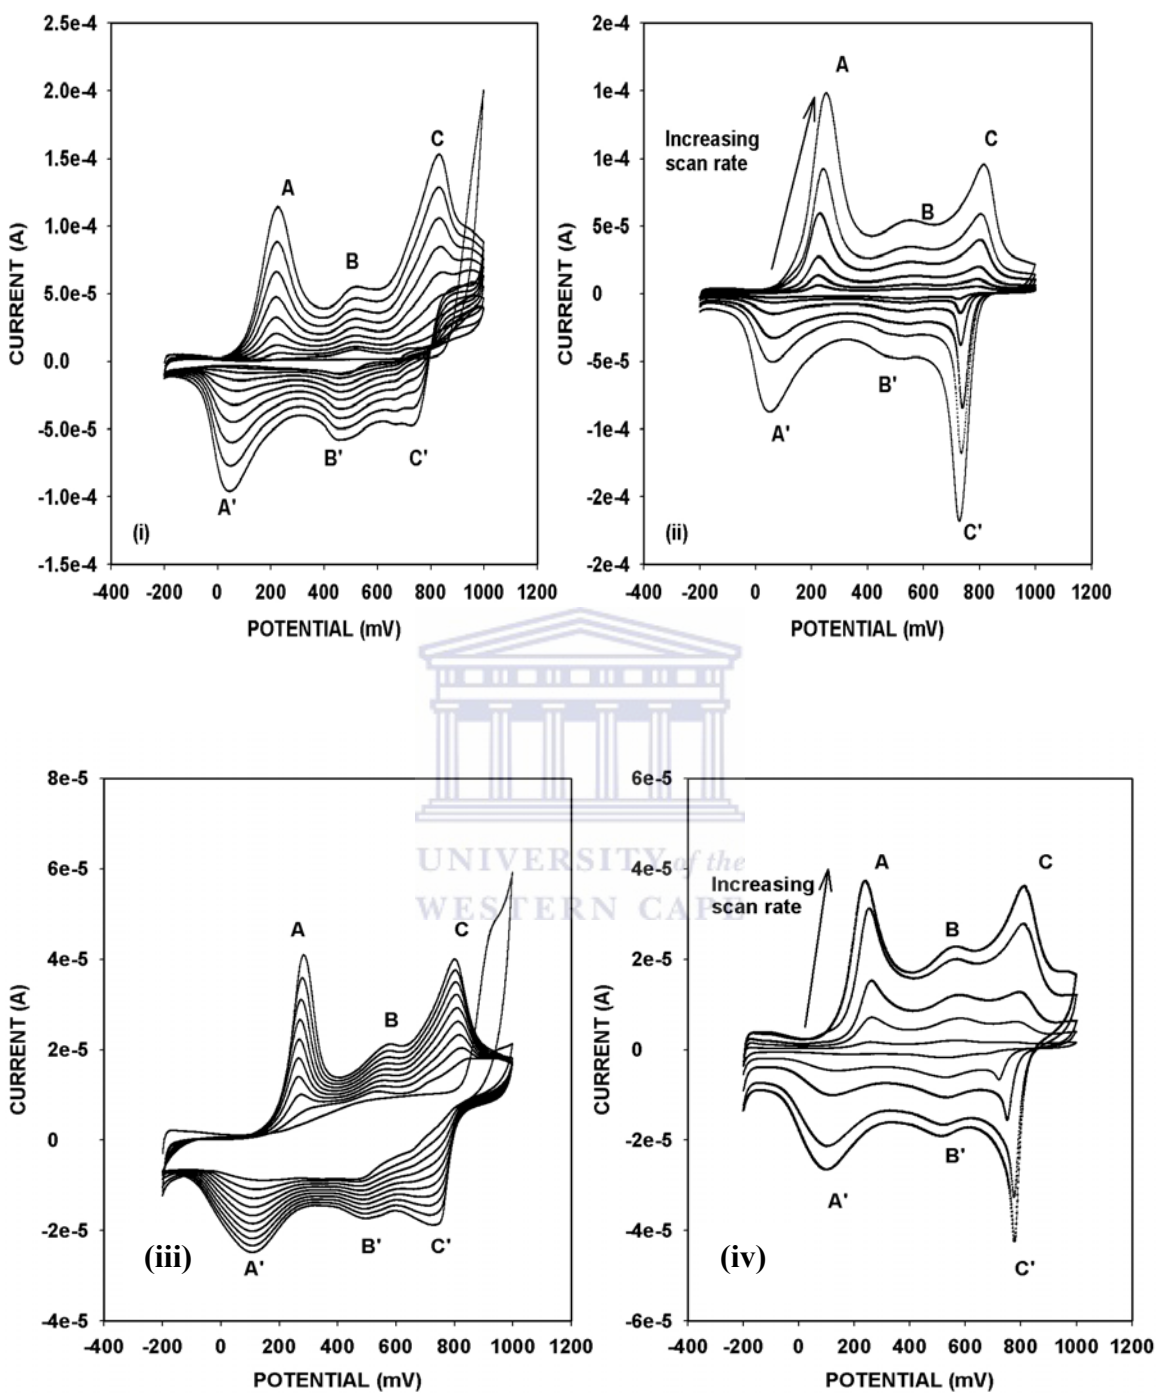 2.5e-4
2.0e-4
1.5e-4
1.0e-4
5.0e-5
0.0
-5.0e-5
-1.0e-4
-1.5e-4
CURRENT (A)
A
B
C
A'
B'
C'
(i)
-400 -200 0 200 400 600 800 1000 1200
POTENTIAL (mV)
2e-4
1e-4
1e-4
5e-5
0
-5e-5
-1e-4
-2e-4
-2e-4
CURRENT (A)
Increasing
scan rate
A
B
C
A'
B'
C'
(ii)
-400 -200 0 200 400 600 800 1000 1200
POTENTIAL (mV)
UNIVERSITY of the
WESTERN CAPE
8e-5
6e-5
4e-5
2e-5
0
-2e-5
-4e-5
CURRENT (A)
A
B
C
A'
B'
C'
(iii)
-400 -200 0 200 400 600 800 1000 1200
POTENTIAL (mV)
6e-5
4e-5
2e-5
0
-2e-5
-4e-5
-6e-5
CURRENT (A)
Increasing
scan rate
A
B
C
A'
B'
C'
(iv)
-400 -200 0 200 400 600 800 1000 1200
POTENTIAL (mV)